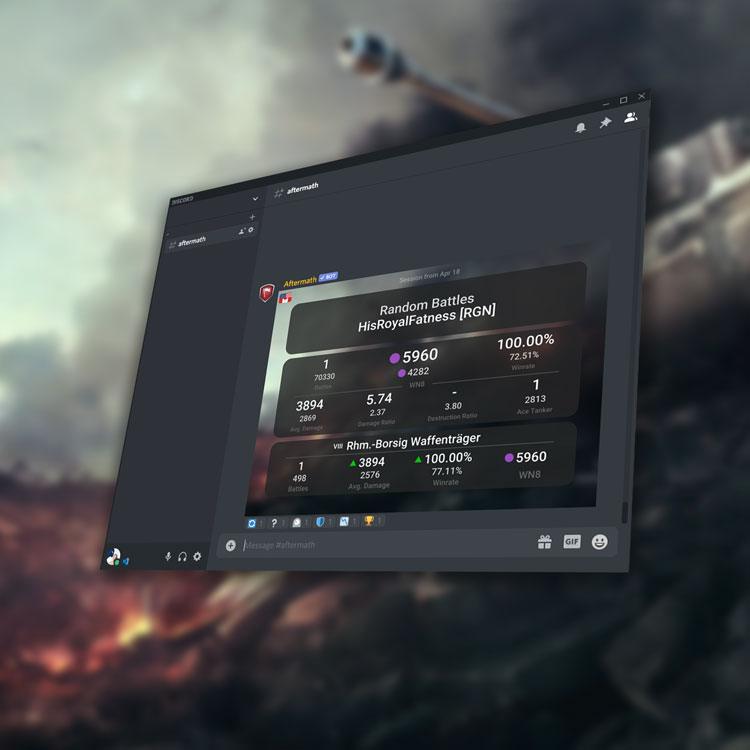 DISCORD
# aftermath
# aftermath
Aftermath ✓ BOT
Session from Apr 18
Random Battles
HisRoyalFatness [RGN]
1
70330
Battles
5960
4282
WN8
100.00%
72.51%
Winrate
3894
2869
Avg. Damage
5.74
2.37
Damage Ratio
-
3.80
Destruction Ratio
1
2813
Ace Tanker
VIII Rhm.-Borsig Waffenträger
1
498
Battles
3894
2576
Avg. Damage
100.00%
77.11%
Winrate
5960
WN8
? 1 1 1 1 1 1
Message #aftermath
GIF